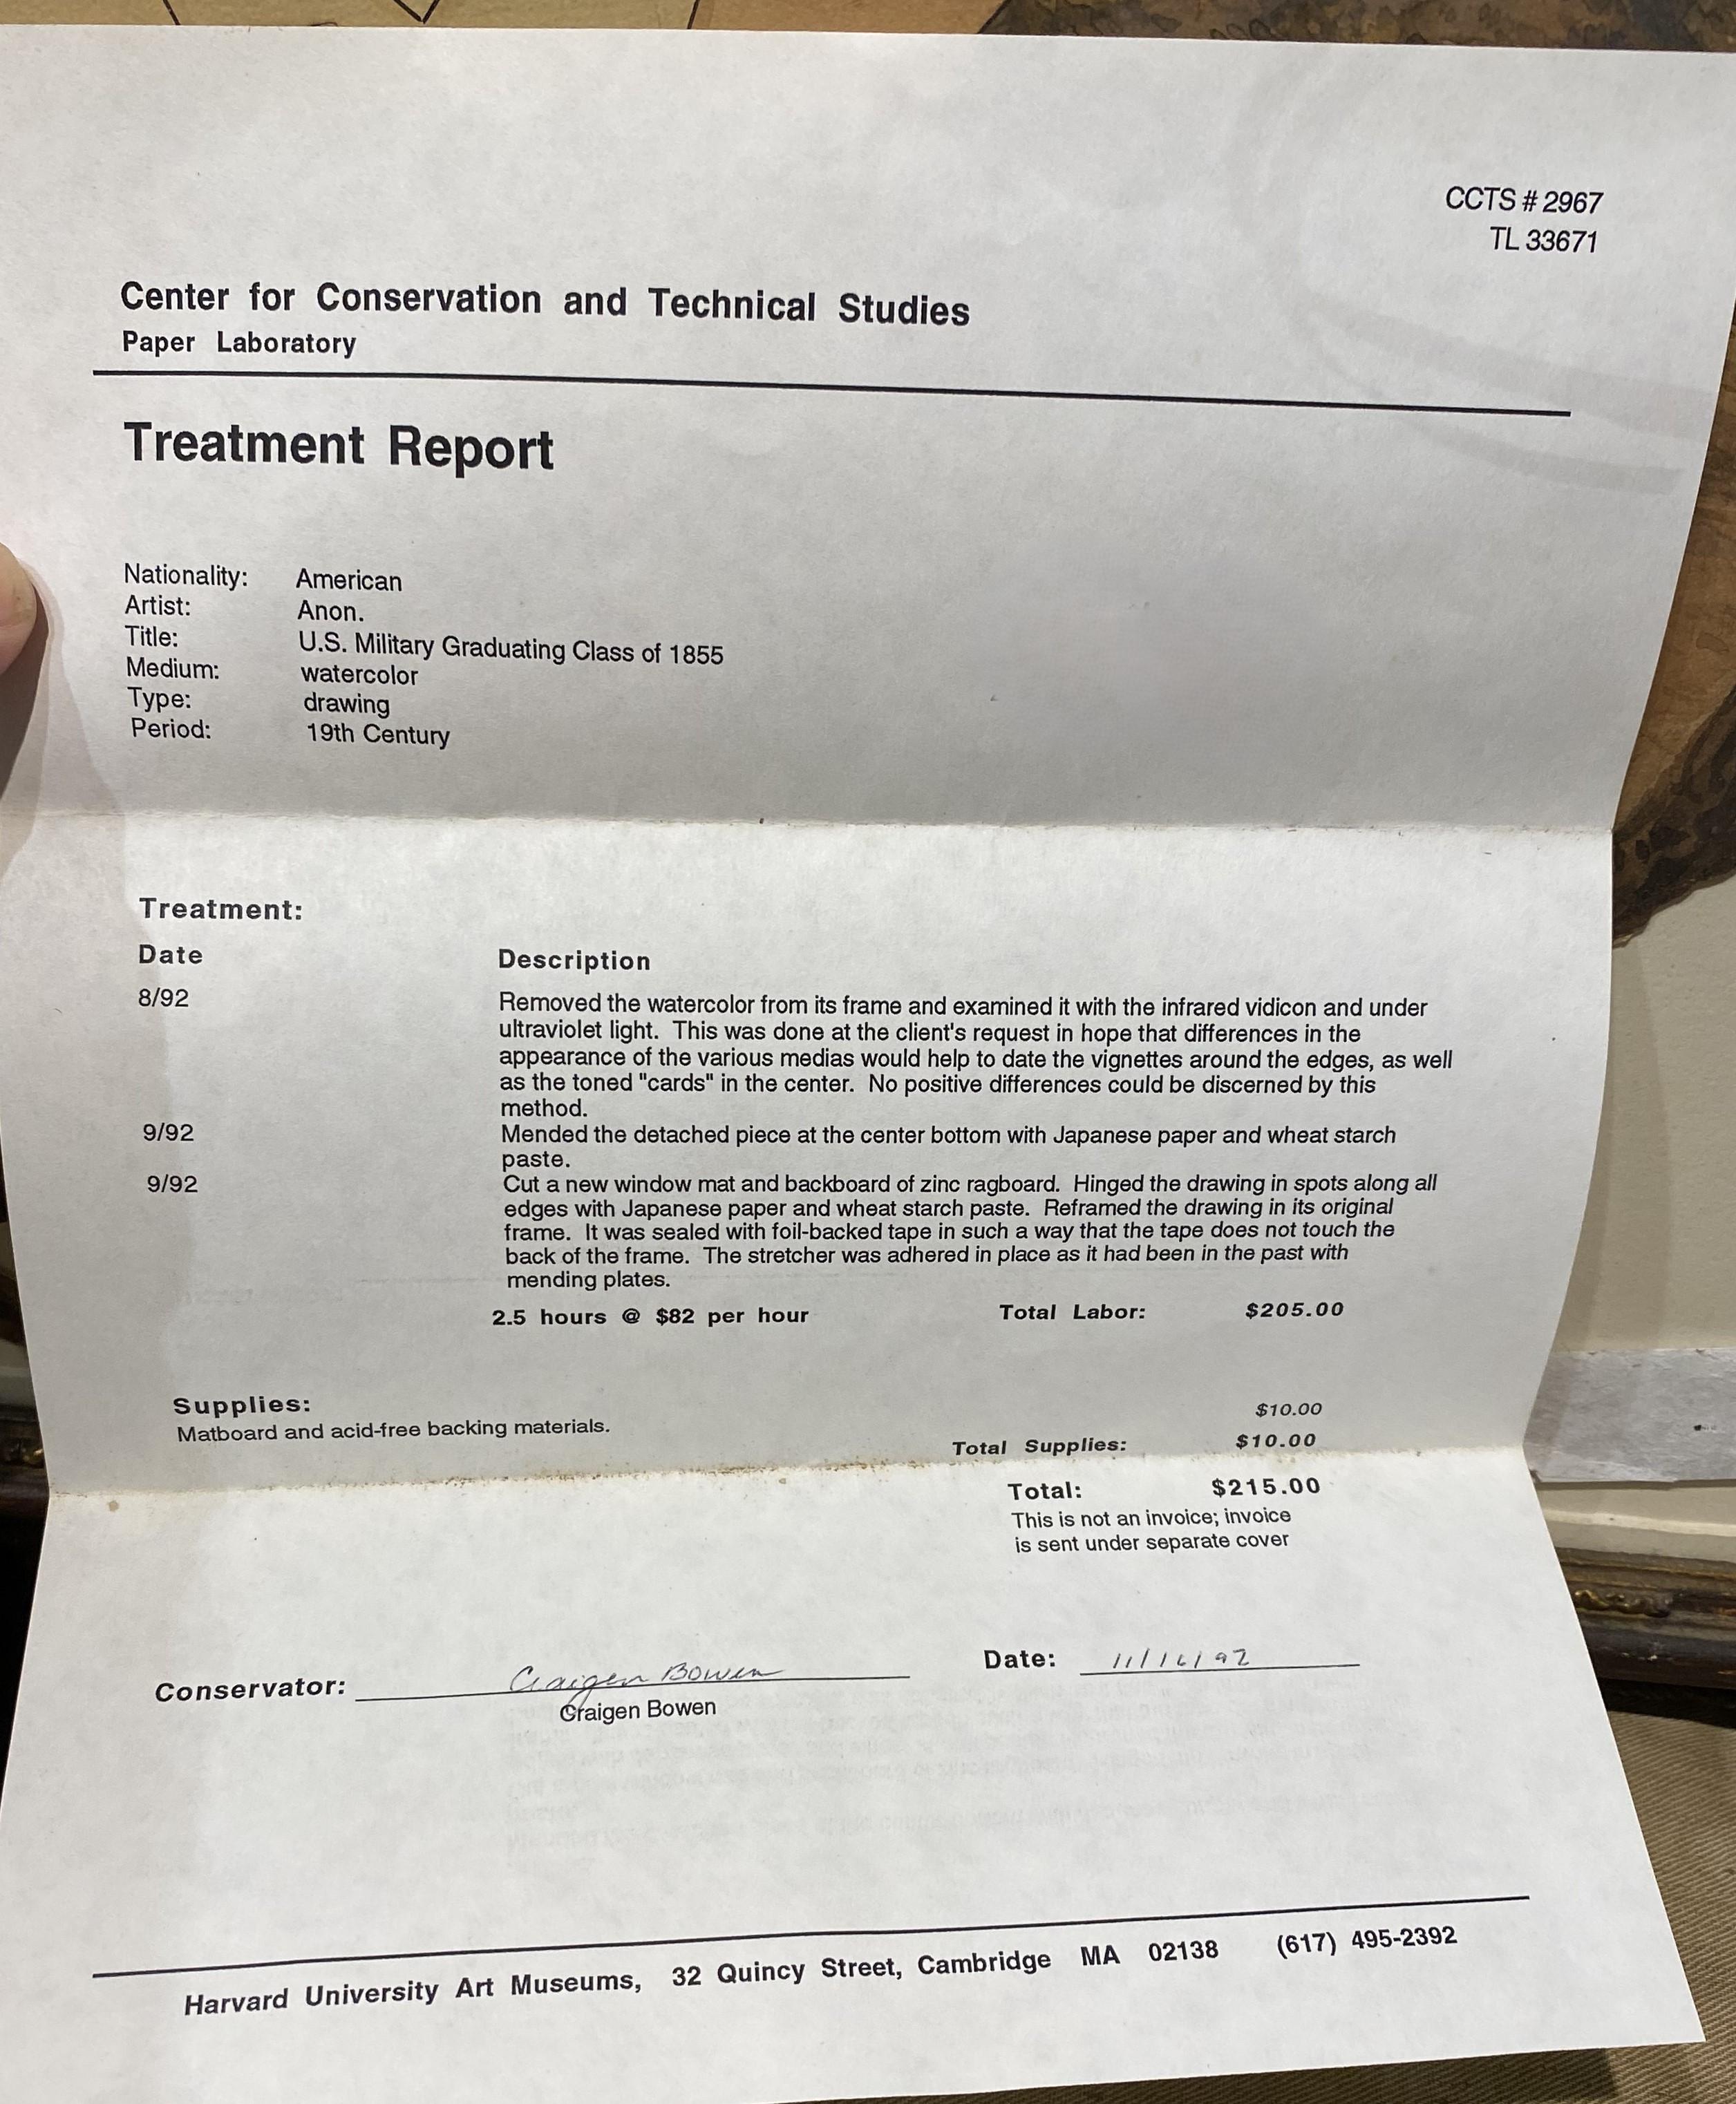 CCTS # 2967
TL 33671
Center for Conservation and Technical Studies
Paper Laboratory
Treatment Report
Nationality: American
Artist: Anon.
Title: U.S. Military Graduating Class of 1855
Medium: watercolor
Type: drawing
Period: 19th Century
Treatment:
Date Description
8/92 Removed the watercolor from its frame and examined it with the infrared vidicon and under
ultraviolet light. This was done at the client's request in hope that differences in the
appearance of the various medias would help to date the vignettes around the edges, as well
as the toned "cards" in the center. No positive differences could be discerned by this
method.
9/92 Mended the detached piece at the center bottom with Japanese paper and wheat starch
paste.
9/92 Cut a new window mat and backboard of zinc ragboard. Hinged the drawing in spots along all
edges with Japanese paper and wheat starch paste. Reframed the drawing in its original
frame. It was sealed with foil-backed tape in such a way that the tape does not touch the
back of the frame. The stretcher was adhered in place as it had been in the past with
mending plates.
2.5 hours @ $82 per hour Total Labor: $205.00
Supplies: $10.00
Matboard and acid-free backing materials.
Total Supplies: $10.00
Total: $215.00
This is not an invoice; invoice
is sent under separate cover
Conservator: Craigen Bowen Date: 11/16/92
Craigen Bowen
Harvard University Art Museums, 32 Quincy Street, Cambridge MA 02138 (617) 495-2392